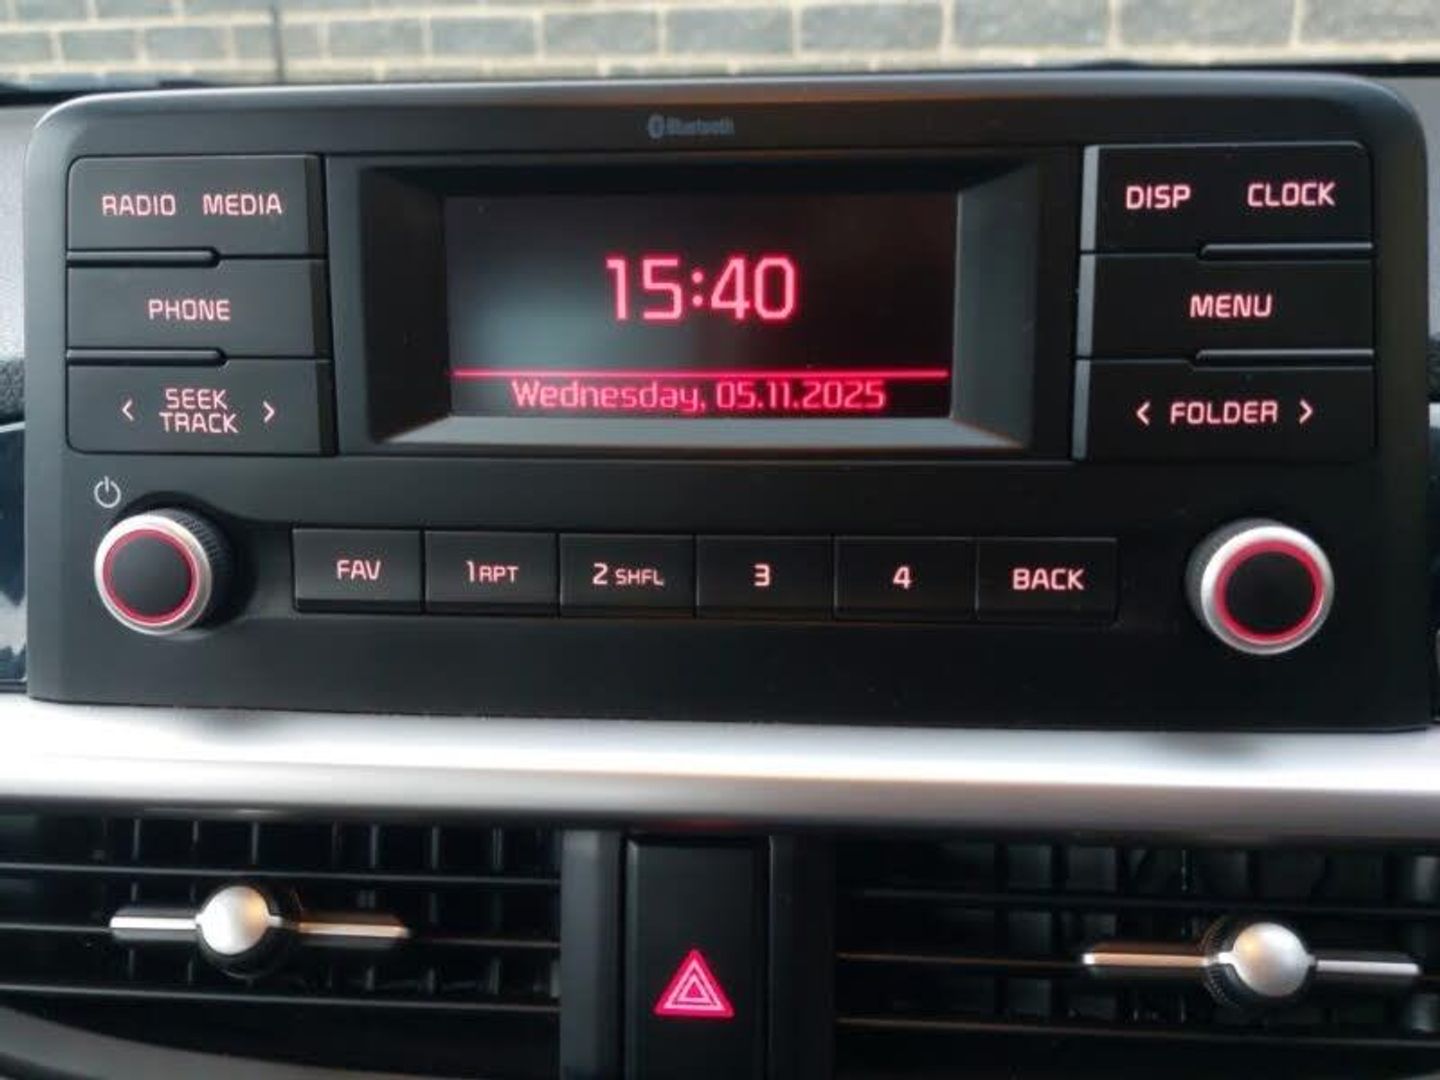 Bluetooth
RADIO MEDIA
PHONE
< SEEK TRACK >
15:40
Wednesday, 05.11.2025
DISP CLOCK
MENU
< FOLDER >
FAV
1 RPT
2 SHFL
3
4
BACK